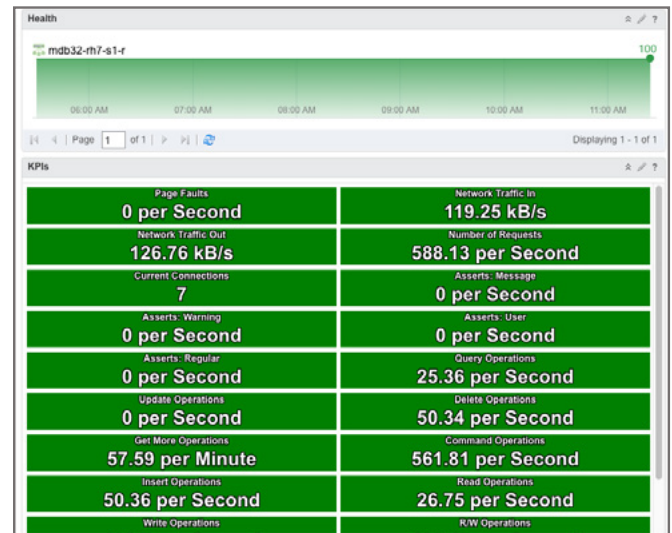 Health
?
mdb32-rh7-s1-r
100
06:00 AM 07:00 AM 08:00 AM 09:00 AM 10:00 AM 11:00 AM
Page 1 of 1
Displaying 1 - 1 of 1
KPIs
?
Page Faults
0 per Second
Network Traffic In
119.25 kB/s
Network Traffic Out
126.76 kB/s
Number of Requests
588.13 per Second
Current Connections
7
Asserts: Message
0 per Second
Asserts: Warning
0 per Second
Asserts: User
0 per Second
Asserts: Regular
0 per Second
Query Operations
25.36 per Second
Update Operations
0 per Second
Delete Operations
50.34 per Second
Get More Operations
57.59 per Minute
Command Operations
561.81 per Second
Insert Operations
50.36 per Second
Read Operations
26.75 per Second
Write Operations
R/W Operations